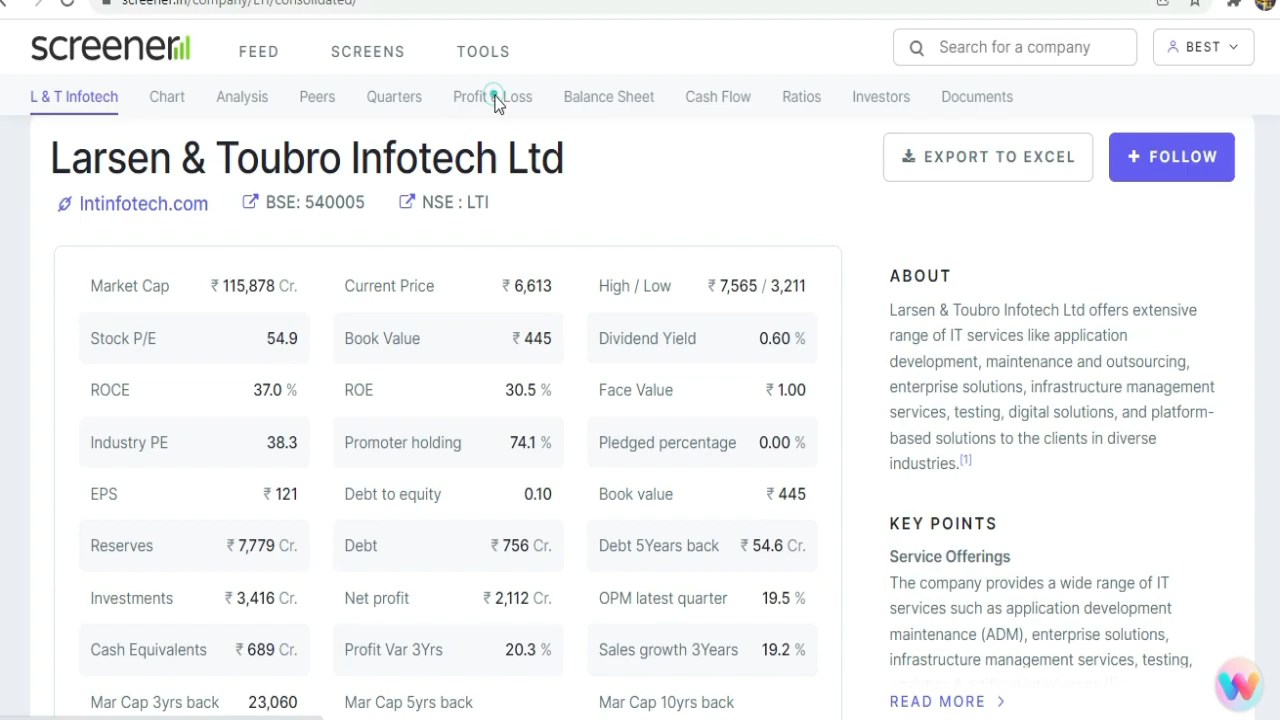 screener.in/company/LTI/consolidated/
screener FEED SCREENS TOOLS Search for a company BEST
L & T Infotech Chart Analysis Peers Quarters Profit Loss Balance Sheet Cash Flow Ratios Investors Documents
Larsen & Toubro Infotech Ltd EXPORT TO EXCEL + FOLLOW
lntinfotech.com BSE: 540005 NSE : LTI
Market Cap ₹ 115,878 Cr. Current Price ₹ 6,613 High / Low ₹ 7,565 / 3,211
Stock P/E 54.9 Book Value ₹ 445 Dividend Yield 0.60 %
ROCE 37.0 % ROE 30.5 % Face Value ₹ 1.00
Industry PE 38.3 Promoter holding 74.1 % Pledged percentage 0.00 %
EPS ₹ 121 Debt to equity 0.10 Book value ₹ 445
Reserves ₹ 7,779 Cr. Debt ₹ 756 Cr. Debt 5Years back ₹ 54.6 Cr.
Investments ₹ 3,416 Cr. Net profit ₹ 2,112 Cr. OPM latest quarter 19.5 %
Cash Equivalents ₹ 689 Cr. Profit Var 3Yrs 20.3 % Sales growth 3Years 19.2 %
Mar Cap 3yrs back 23,060 Mar Cap 5yrs back Mar Cap 10yrs back
ABOUT
Larsen & Toubro Infotech Ltd offers extensive
range of IT services like application
development, maintenance and outsourcing,
enterprise solutions, infrastructure management
services, testing, digital solutions, and platform-
based solutions to the clients in diverse
industries.[1]
KEY POINTS
Service Offerings
The company provides a wide range of IT
services such as application development
maintenance (ADM), enterprise solutions,
infrastructure management services, testing,
READ MORE >